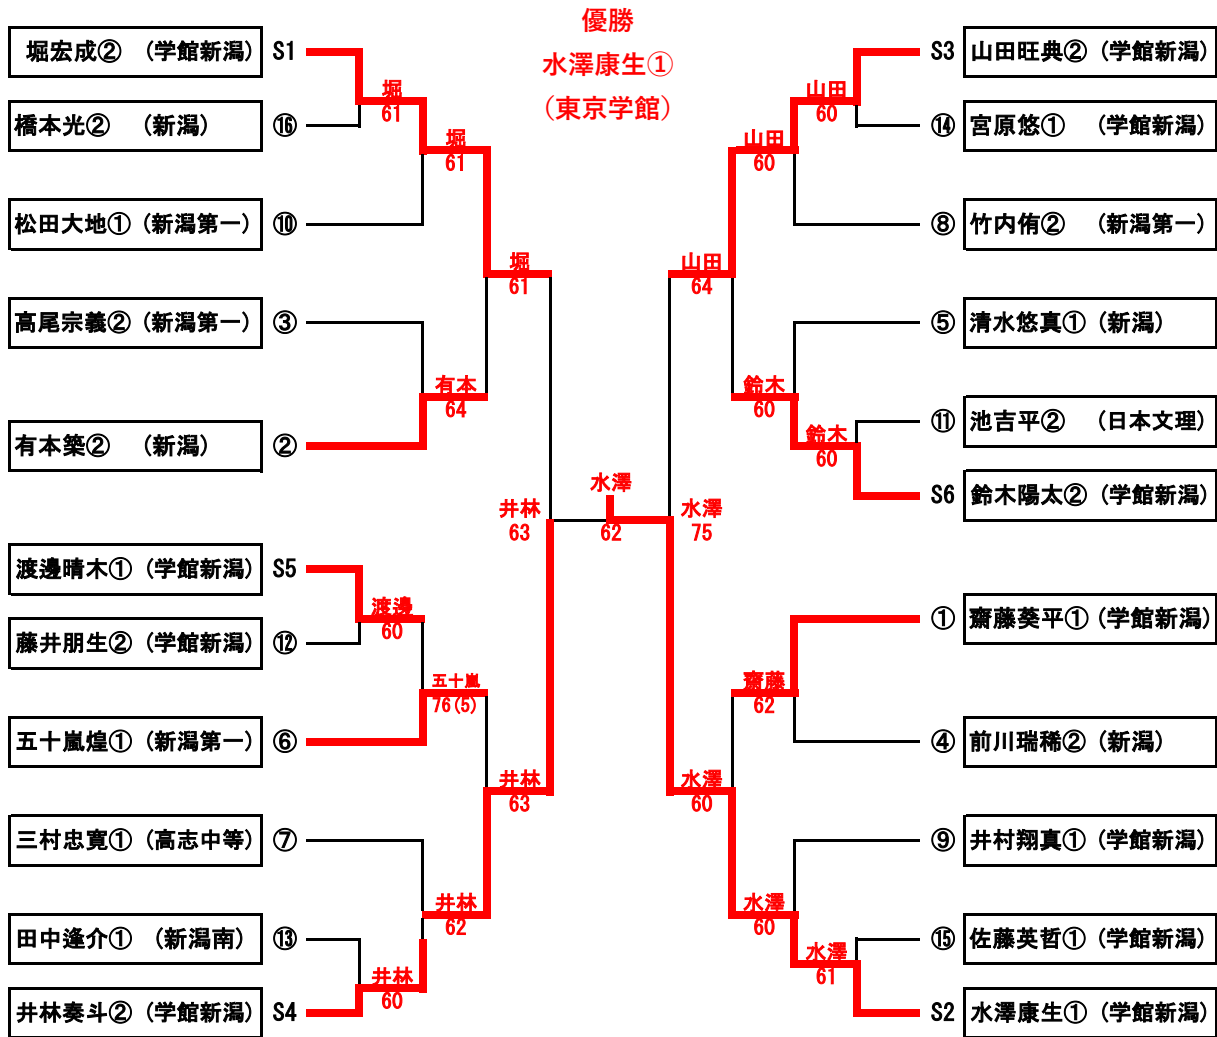 優勝
水澤康生①
（東京学館）
堀宏成② (学館新潟) S1
橋本光② (新潟) ⑯
松田大地① (新潟第一) ⑩
高尾宗義② (新潟第一) ③
有本築② (新潟) ②
渡邊晴木① (学館新潟) S5
藤井朋生② (学館新潟) ⑫
五十嵐煌① (新潟第一) ⑥
三村忠寛① (高志中等) ⑦
田中逢介① (新潟南) ⑬
井林奏斗② (学館新潟) S4
堀
61
堀
61
堀
61
有本
64
井林
63
渡邊
60
五十嵐
76(5)
井林
63
井林
62
井林
60
水澤
62
水澤
75
山田
60
山田
60
山田
64
鈴木
60
鈴木
60
齋藤
62
水澤
60
水澤
60
水澤
61
S3 山田旺典② (学館新潟)
⑭ 宮原悠① (学館新潟)
⑧ 竹内侑② (新潟第一)
⑤ 清水悠真① (新潟)
⑪ 池吉平② (日本文理)
S6 鈴木陽太② (学館新潟)
① 齋藤葵平① (学館新潟)
④ 前川瑞稀② (新潟)
⑨ 井村翔真① (学館新潟)
⑮ 佐藤英哲① (学館新潟)
S2 水澤康生① (学館新潟)